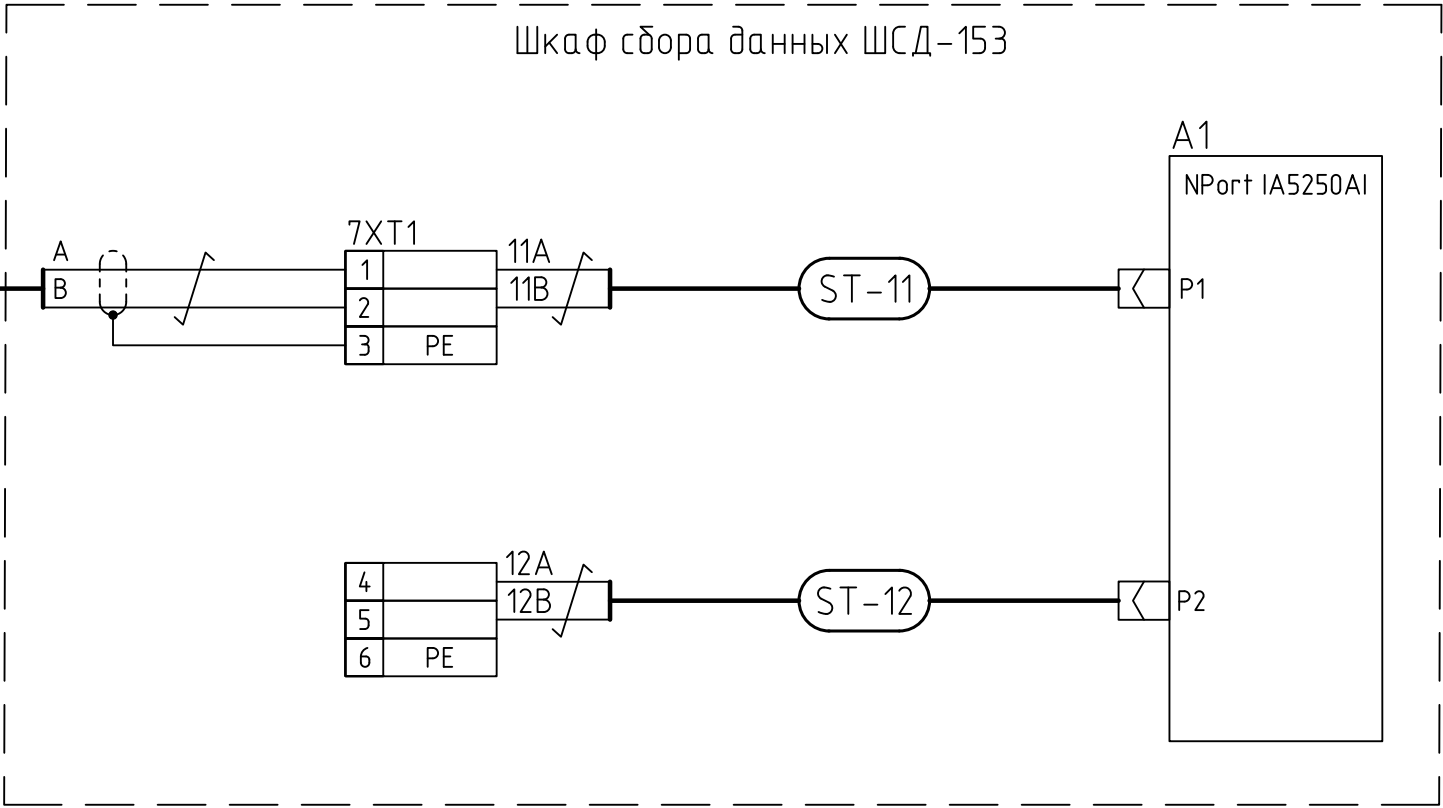 Шкаф сбора данных ШСД-153
A1
NPort IA5250AI
7XT1
A
B
1
2
3
PE
11A
11B
ST-11
P1
4
5
6
PE
12A
12B
ST-12
P2